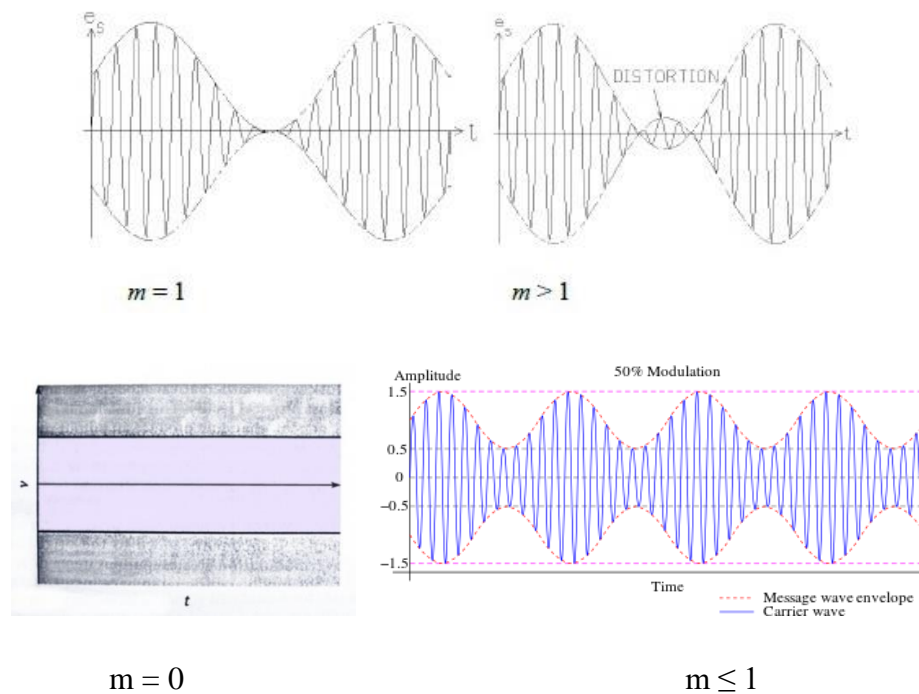 e_s
t
e_s
DISTORTION
t
m = 1
m > 1
v
t
Amplitude
50% Modulation
1.5
0.5
0
−0.5
−1.5
Time
Message wave envelope
Carrier wave
m = 0
m ≤ 1